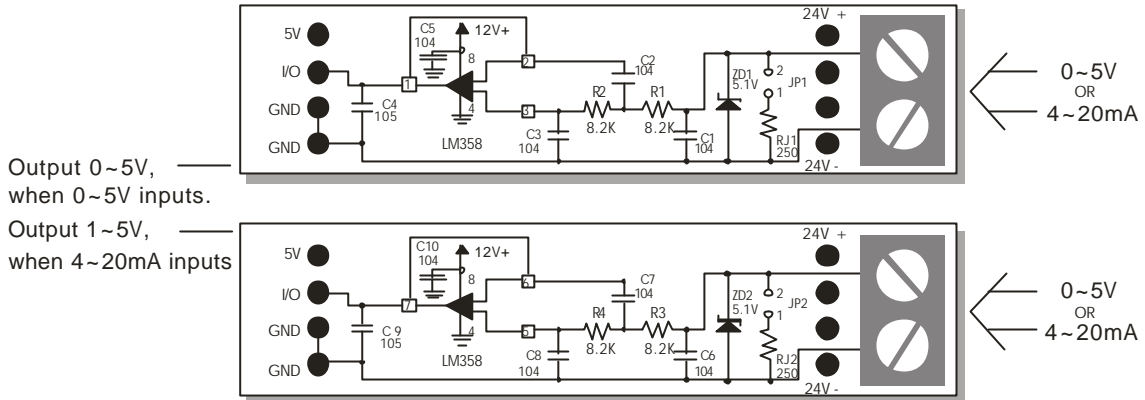 24V +
C5
104
12V+
5V
8
C2
104
1
2
ZD1
5.1V
2
JP1
1
0~5V
OR
4~20mA
I/O
R2
R1
C4
105
GND
4
3
8.2K
8.2K
C3
104
C1
104
RJ1
250
GND
LM358
24V -
Output 0~5V,
when 0~5V inputs.
Output 1~5V,
when 4~20mA inputs
24V +
C10
104
12V+
5V
8
C7
104
7
6
ZD2
5.1V
2
JP2
1
0~5V
OR
4~20mA
I/O
R4
R3
C 9
105
GND
4
5
8.2K
8.2K
C8
104
C6
104
RJ2
250
GND
LM358
24V -